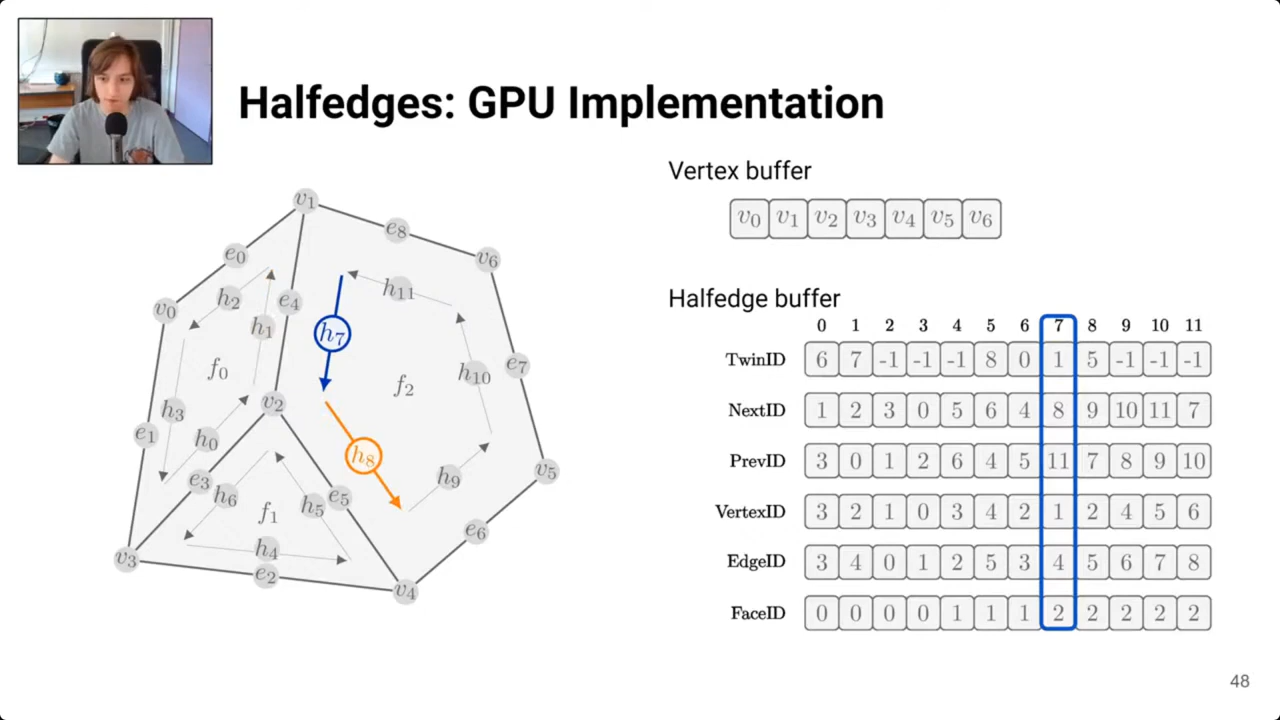 Halfedges: GPU Implementation
Vertex buffer
v0 v1 v2 v3 v4 v5 v6
Halfedge buffer
0 1 2 3 4 5 6 7 8 9 10 11
TwinID 6 7 -1 -1 -1 8 0 1 5 -1 -1 -1
NextID 1 2 3 0 5 6 4 8 9 10 11 7
PrevID 3 0 1 2 6 4 5 11 7 8 9 10
VertexID 3 2 1 0 3 4 2 1 2 4 5 6
EdgeID 3 4 0 1 2 5 3 4 5 6 7 8
FaceID 0 0 0 0 1 1 1 2 2 2 2 2
v1
e8
e0
v6
h11
h2
e4
v0
h1
h7
e7
f0
h10
f2
v2
h3
e1
h0
h8
v5
h9
e3
h6
e5
h5
f1
e6
h4
v3
e2
v4
48